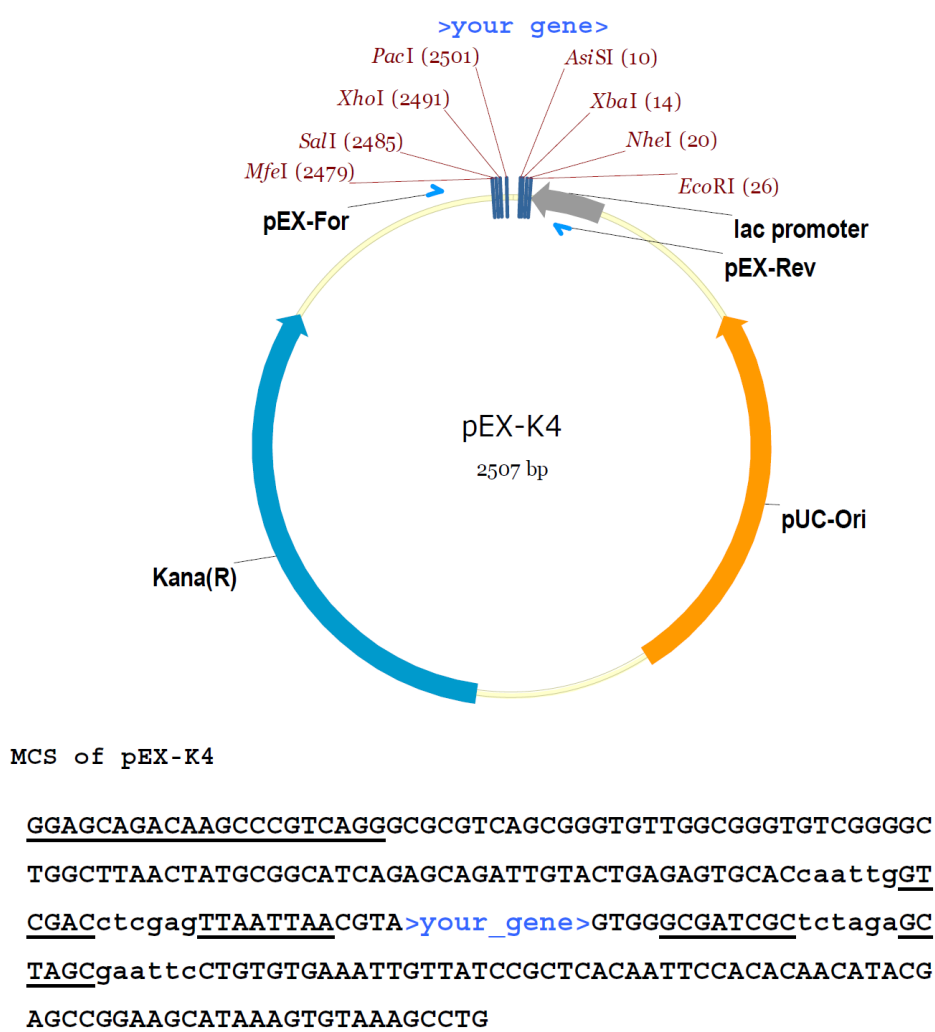 >your gene>
PacI (2501)
AsiSI (10)
XhoI (2491)
XbaI (14)
SalI (2485)
NheI (20)
MfeI (2479)
EcoRI (26)
pEX-For
lac promoter
pEX-Rev
pEX-K4
2507 bp
pUC-Ori
Kana(R)
MCS of pEX-K4
GGAGCAGACAAGCCCGTCAGGGCGCGTCAGCGGGTGTTGGCGGGTGTCGGGGC
TGGCTTAACTATGCGGCATCAGAGCAGATTGTACTGAGAGTGCACcaattgGT
CGACctcgagTTAATTAACGTA>your_gene>GTGGGCGATCGCtctagaGC
TAGCgaattcCTGTGTGAAATTGTTATCCGCTCACAATTCCACACAACATACG
AGCCGGAAGCATAAAGTGTAAAGCCTG